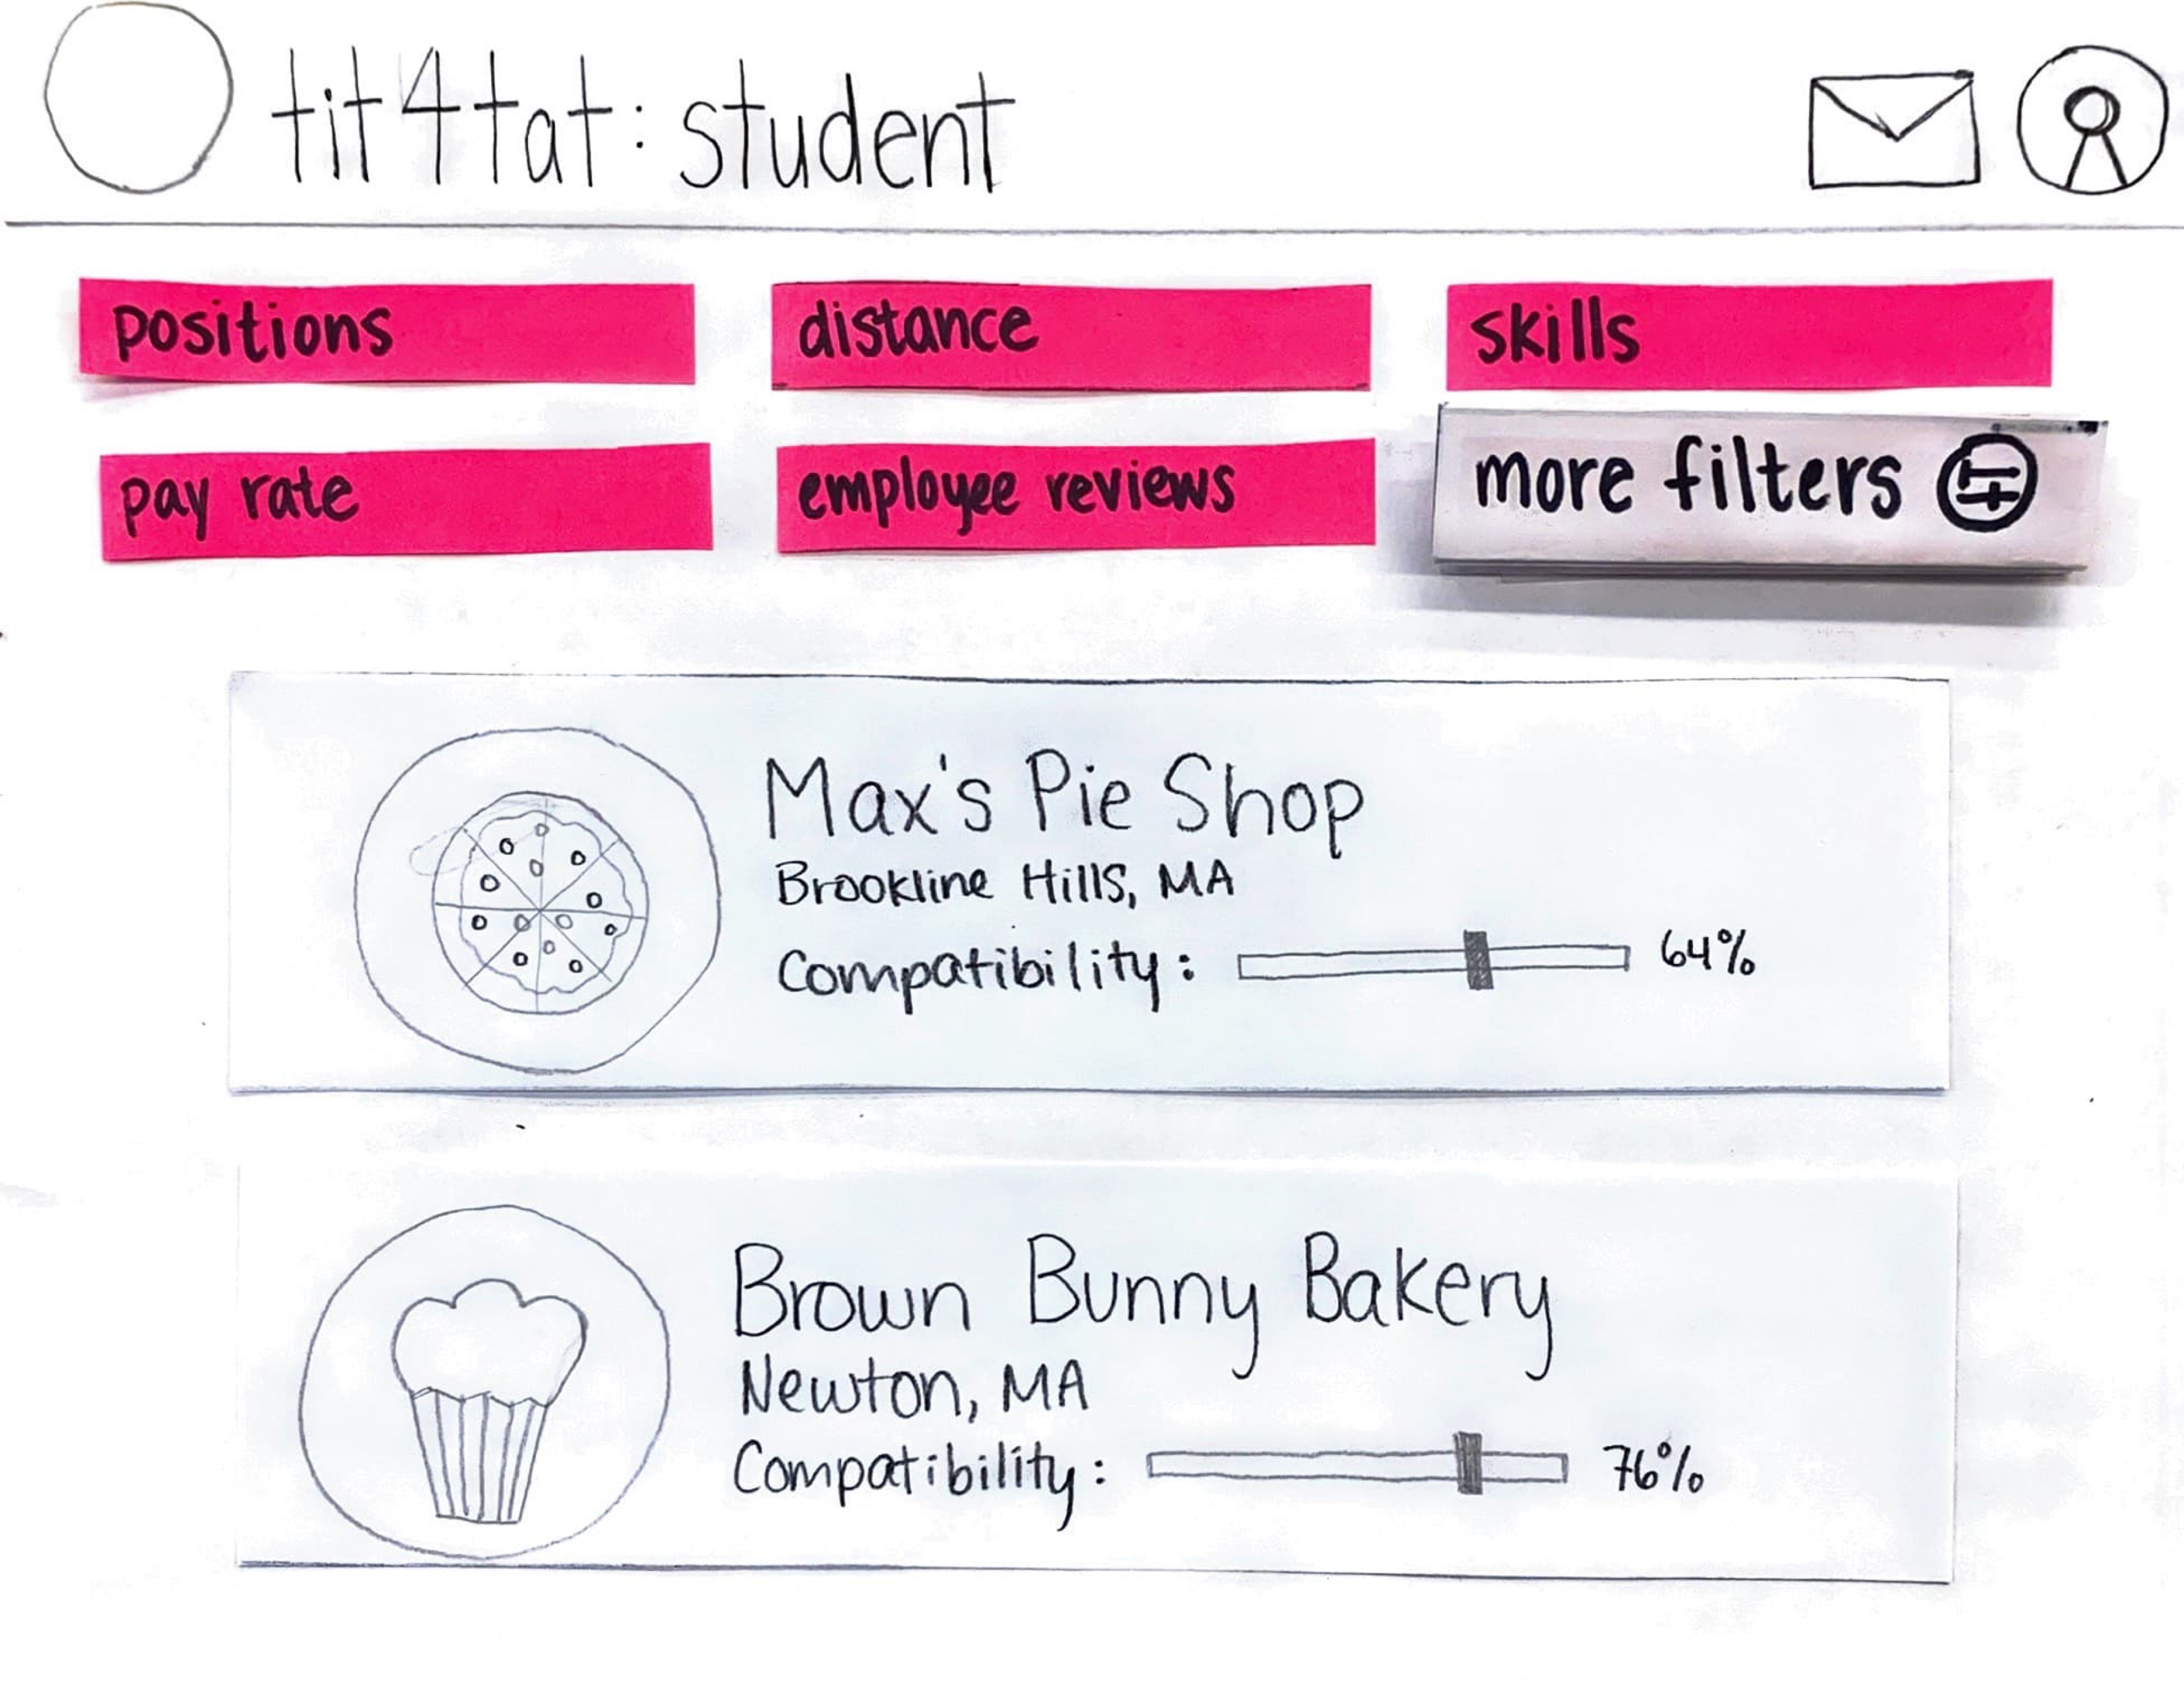 tit4tat: student
positions
distance
skills
pay rate
employee reviews
more filters
Max's Pie Shop
Brookline Hills, MA
Compatibility: 64%
Brown Bunny Bakery
Newton, MA
Compatibility: 76%